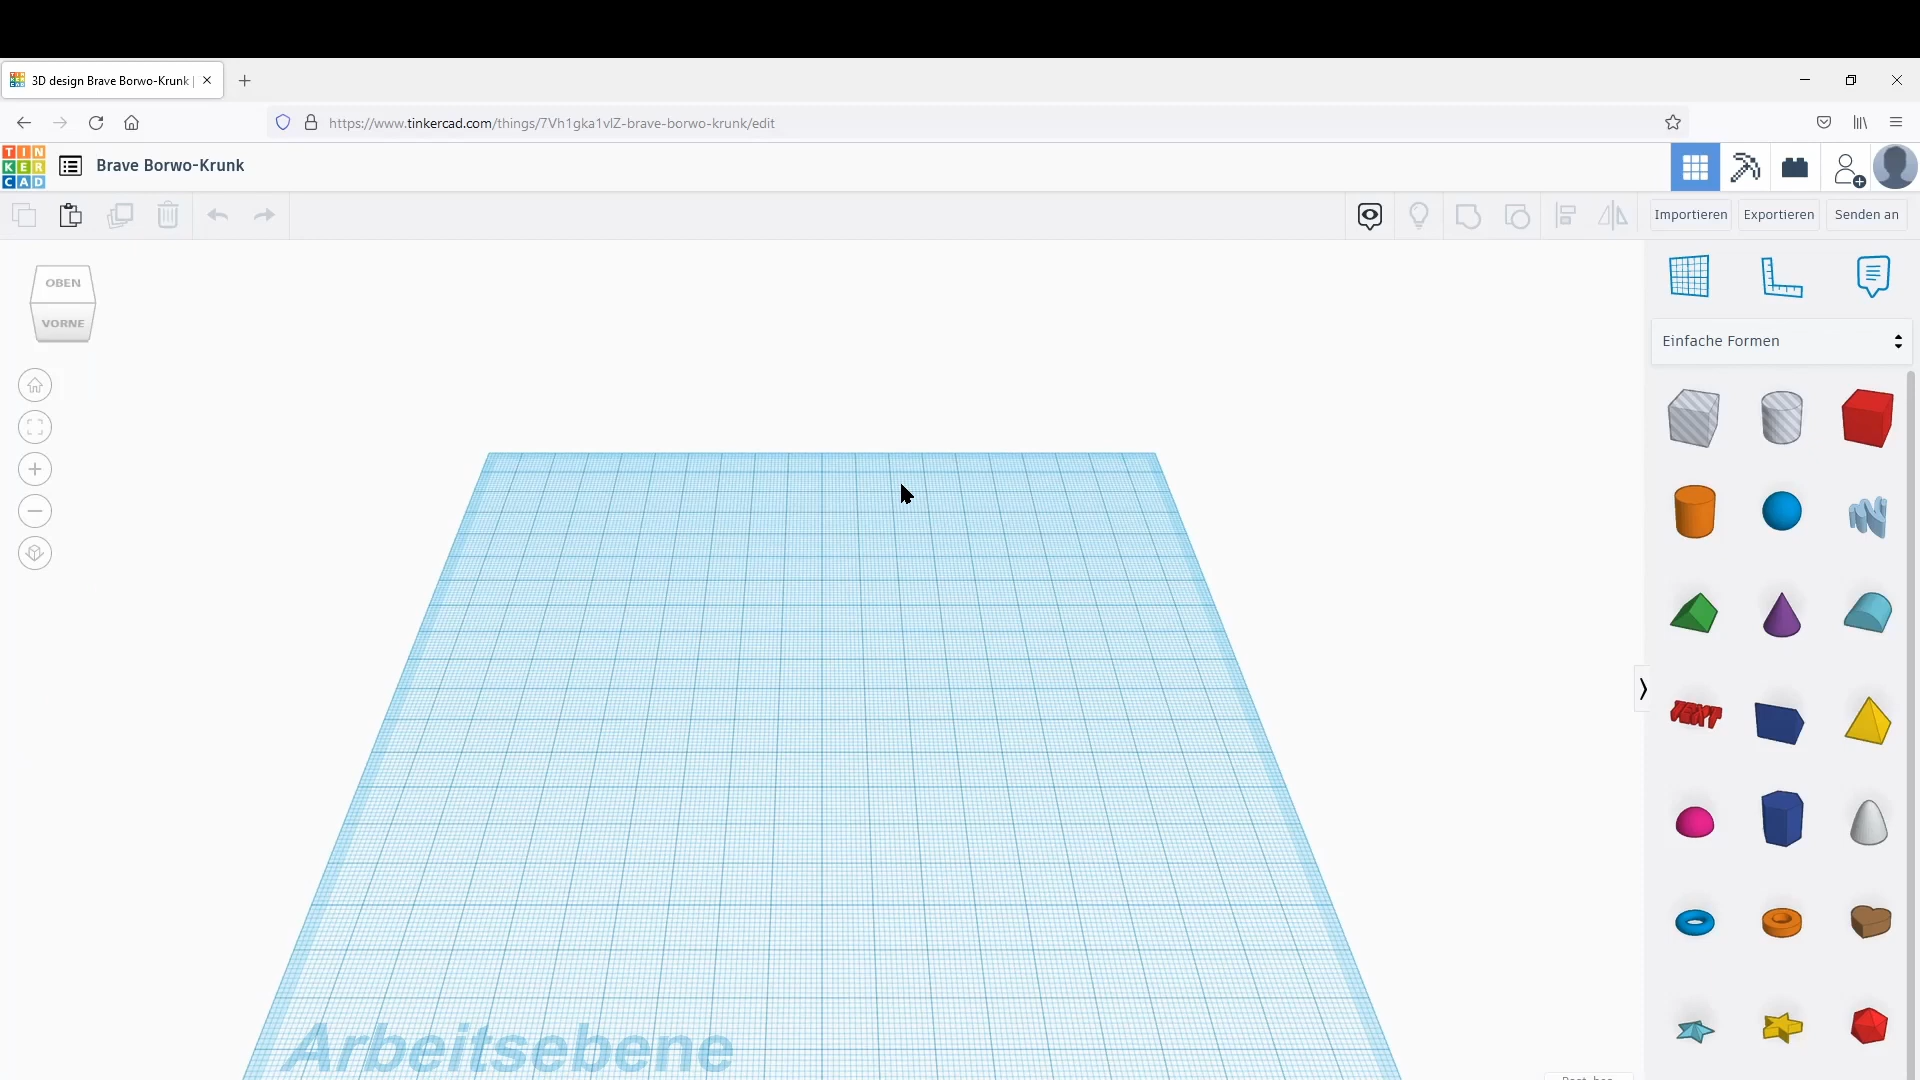 3D design Brave Borwo-Krunk |
https://www.tinkercad.com/things/7Vh1gka1vlZ-brave-borwo-krunk/edit
TIN
KER
CAD
Brave Borwo-Krunk
Importieren
Exportieren
Senden an
OBEN
VORNE
Einfache Formen
TEXT
Arbeitsebene